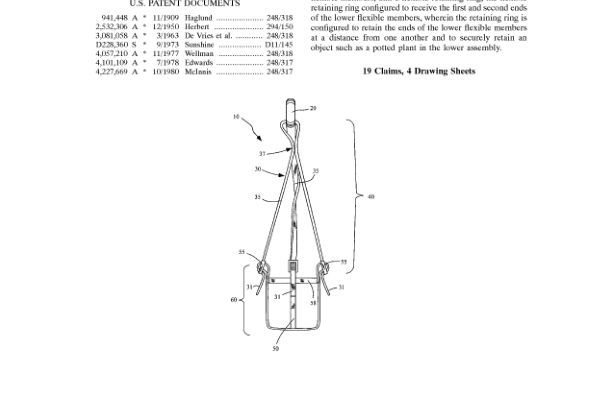 U.S. PATENT DOCUMENTS
941,448 A * 11/1909 Haglund .................... 248/318
2,532,306 A * 12/1950 Herbert .................... 294/150
3,081,058 A * 3/1963 De Vries et al. ............ 248/318
D228,360 S * 9/1973 Sunshine .................... D11/145
4,057,210 A * 11/1977 Wellman .................... 248/318
4,101,109 A * 7/1978 Edwards .................... 248/317
4,227,669 A * 10/1980 McInnis .................... 248/317
retaining ring configured to receive the first and second ends
of the lower flexible members, wherein the retaining ring is
configured to retain the ends of the lower flexible members
at a distance from one another and to securely retain an
object such as a potted plant in the lower assembly.
19 Claims, 4 Drawing Sheets
20
10
37
30
35
35
40
55
55
31
31
31
58
60
50